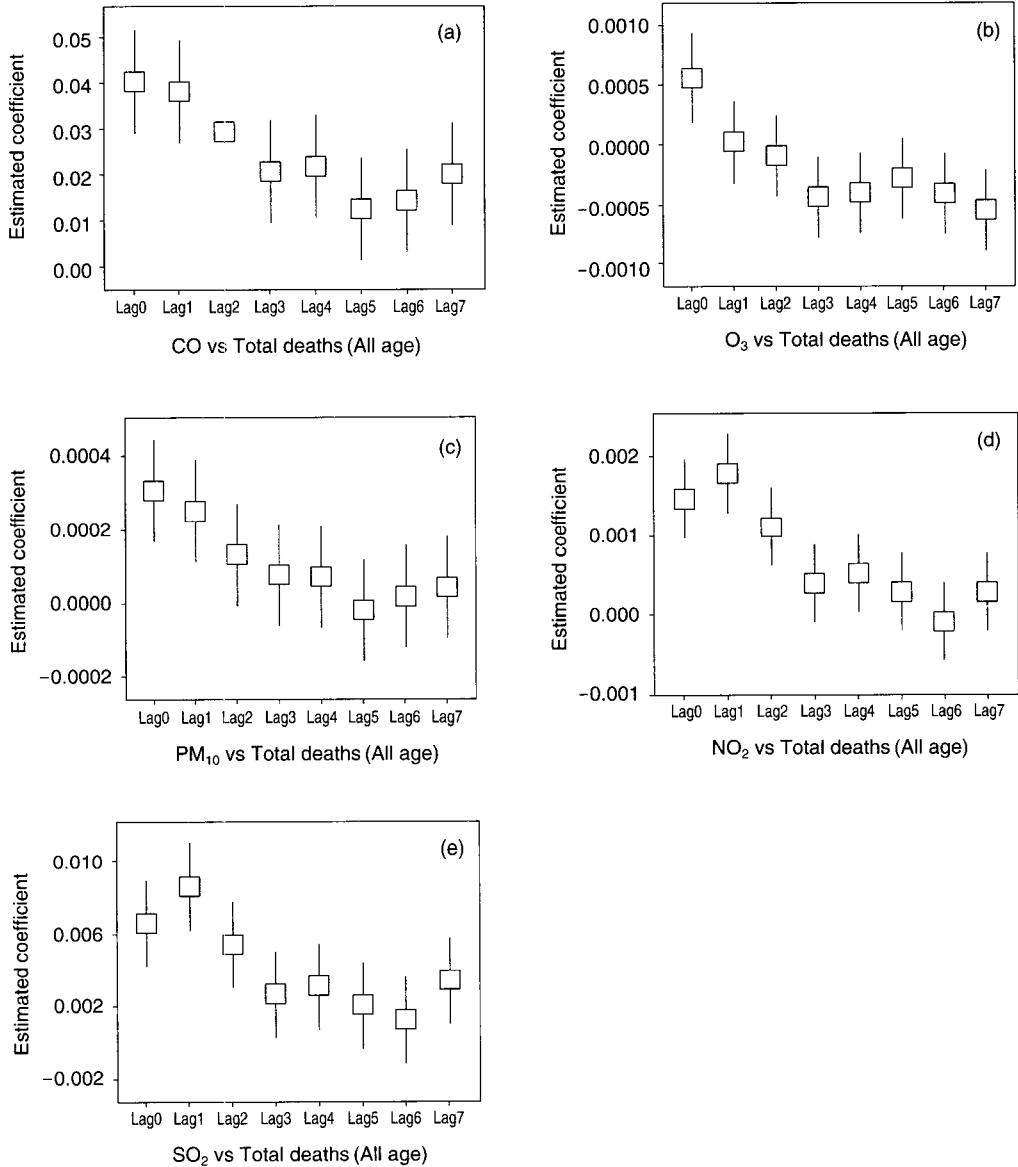 (a)
Estimated coefficient
0.05
0.04
0.03
0.02
0.01
0.00
Lag0 Lag1 Lag2 Lag3 Lag4 Lag5 Lag6 Lag7
CO vs Total deaths (All age)
(b)
Estimated coefficient
0.0010
0.0005
0.0000
−0.0005
−0.0010
Lag0 Lag1 Lag2 Lag3 Lag4 Lag5 Lag6 Lag7
O₃ vs Total deaths (All age)
(c)
Estimated coefficient
0.0004
0.0002
0.0000
−0.0002
Lag0 Lag1 Lag2 Lag3 Lag4 Lag5 Lag6 Lag7
PM₁₀ vs Total deaths (All age)
(d)
Estimated coefficient
0.002
0.001
0.000
−0.001
Lag0 Lag1 Lag2 Lag3 Lag4 Lag5 Lag6 Lag7
NO₂ vs Total deaths (All age)
(e)
Estimated coefficient
0.010
0.006
0.002
−0.002
Lag0 Lag1 Lag2 Lag3 Lag4 Lag5 Lag6 Lag7
SO₂ vs Total deaths (All age)